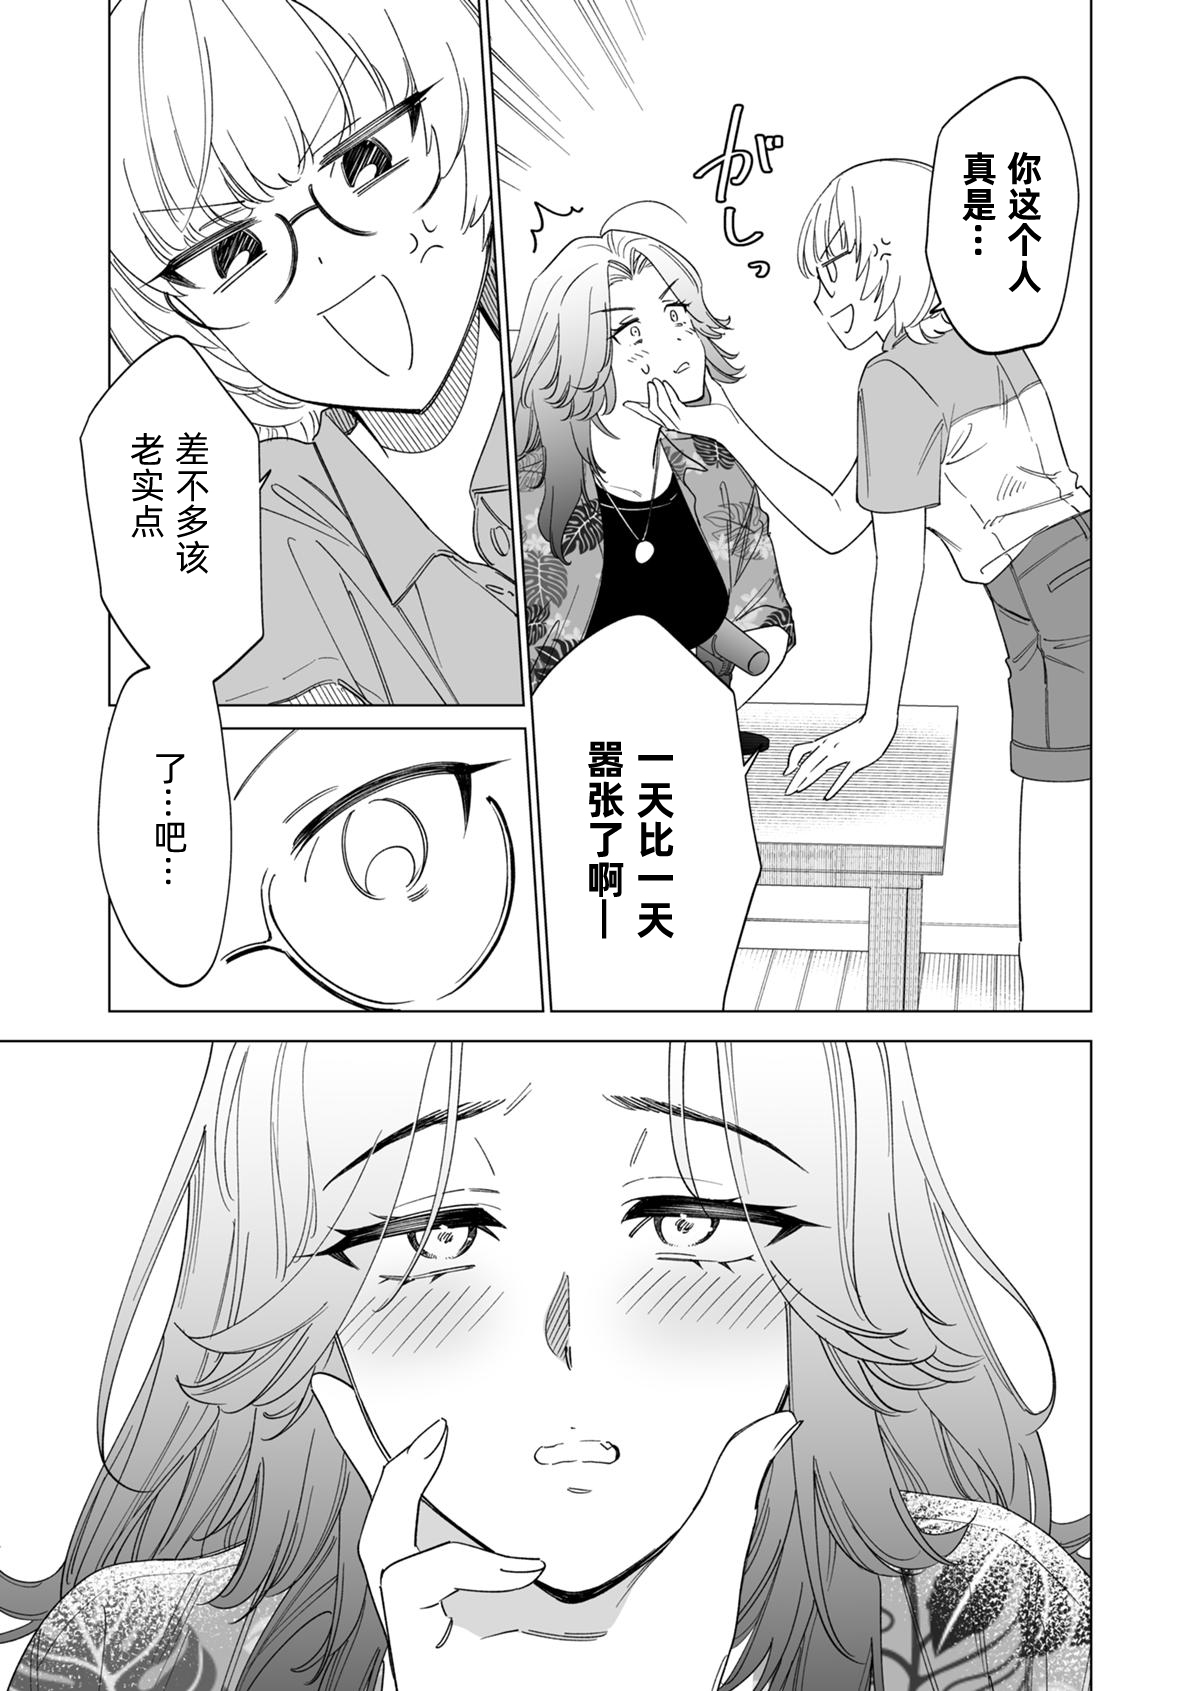 你这个人
真是…
がしっ
一天比一天
嚣张了啊—
差不多该
老实点
了…吧…